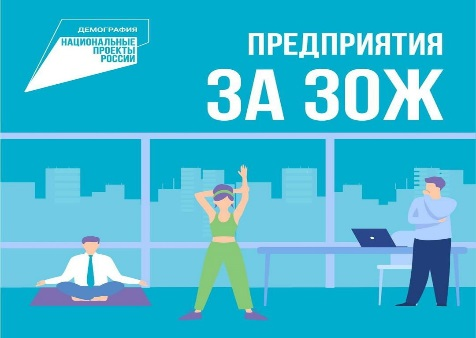 ДЕМОГРАФИЯ
НАЦИОНАЛЬНЫЕ
ПРОЕКТЫ
РОССИИ
ПРЕДПРИЯТИЯ
ЗА ЗОЖ